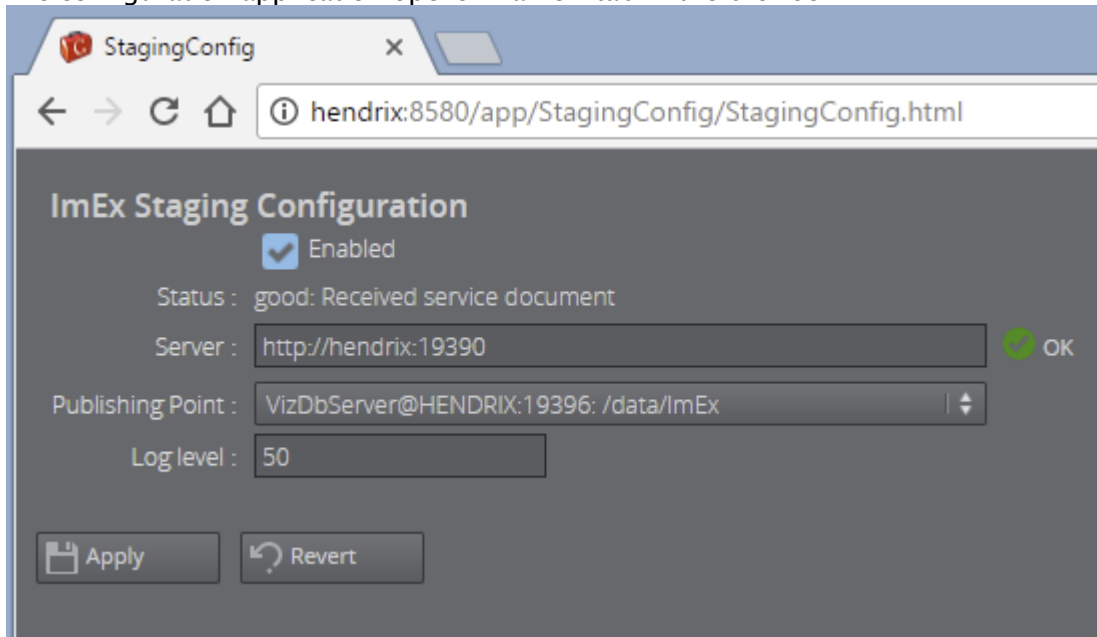 StagingConfig
hendrix:8580/app/StagingConfig/StagingConfig.html
ImEx Staging Configuration
Enabled
Status : good: Received service document
Server : http://hendrix:19390 OK
Publishing Point : VizDbServer@HENDRIX:19396: /data/ImEx
Log level : 50
Apply Revert